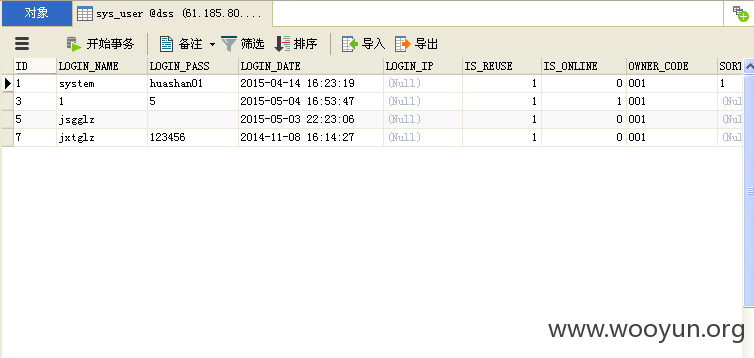 对象 sys_user @dss (61.185.80....
开始事务 备注 筛选 排序 导入 导出
ID LOGIN_NAME LOGIN_PASS LOGIN_DATE LOGIN_IP IS_REUSE IS_ONLINE OWNER_CODE SORT
1 system huashan01 2015-04-14 16:23:19 (Null) 1 0 001 1
3 1 5 2015-05-04 16:53:47 (Null) 1 1 001 (Nul
5 jsgglz 2015-05-03 22:23:06 (Null) 1 0 001 (Nul
7 jxtglz 123456 2014-11-08 16:14:27 (Null) 1 0 001 (Nul
www.wooyun.org